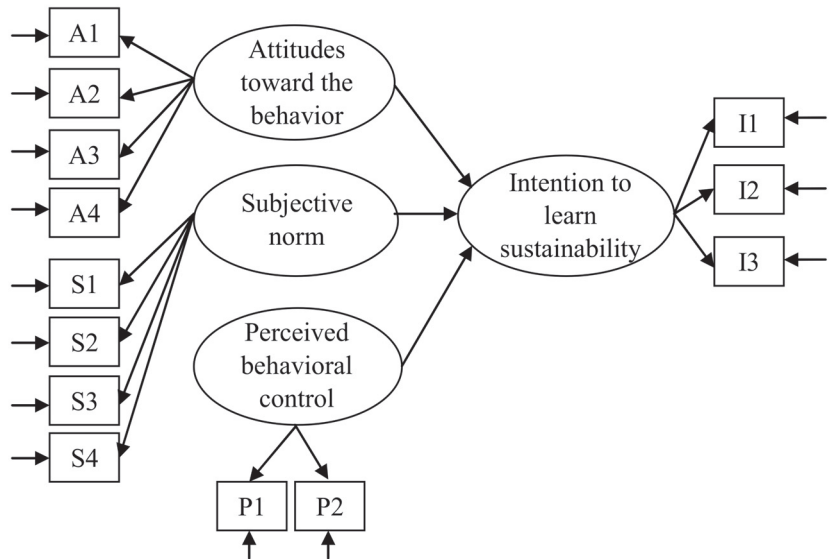 A1
A2
A3
A4
Attitudes
toward the
behavior
S1
S2
S3
S4
Subjective
norm
Perceived
behavioral
control
P1
P2
Intention to
learn
sustainability
I1
I2
I3